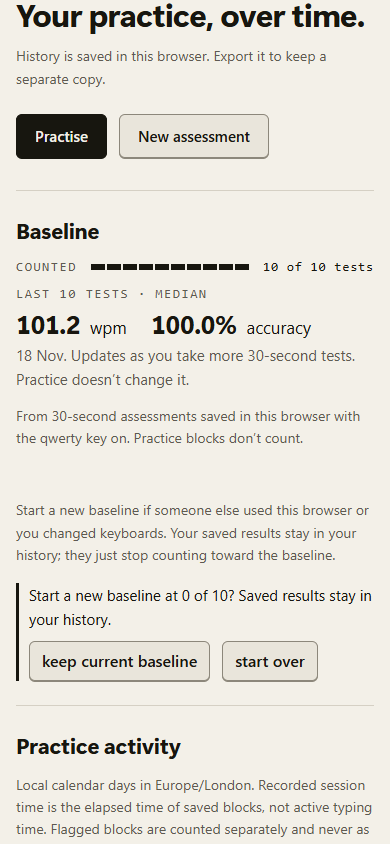 Your practice, over time.
History is saved in this browser. Export it to keep a
separate copy.
Practise
New assessment
Baseline
COUNTED 10 of 10 tests
LAST 10 TESTS · MEDIAN
101.2 wpm 100.0% accuracy
18 Nov. Updates as you take more 30-second tests.
Practice doesn’t change it.
From 30-second assessments saved in this browser with
the qwerty key on. Practice blocks don’t count.
Start a new baseline if someone else used this browser or
you changed keyboards. Your saved results stay in your
history; they just stop counting toward the baseline.
Start a new baseline at 0 of 10? Saved results stay in
your history.
keep current baseline
start over
Practice activity
Local calendar days in Europe/London. Recorded session
time is the elapsed time of saved blocks, not active typing
time. Flagged blocks are counted separately and never as